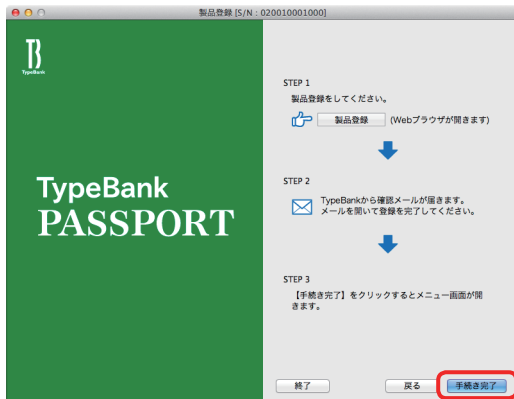 製品登録 [S/N : 020010001000]
TB
TypeBank
TypeBank
PASSPORT
STEP 1
製品登録をしてください。
製品登録 (Webブラウザが開きます)
STEP 2
TypeBankから確認メールが届きます。
メールを開いて登録を完了してください。
STEP 3
【手続き完了】をクリックするとメニュー画面が開
きます。
終了 戻る 手続き完了